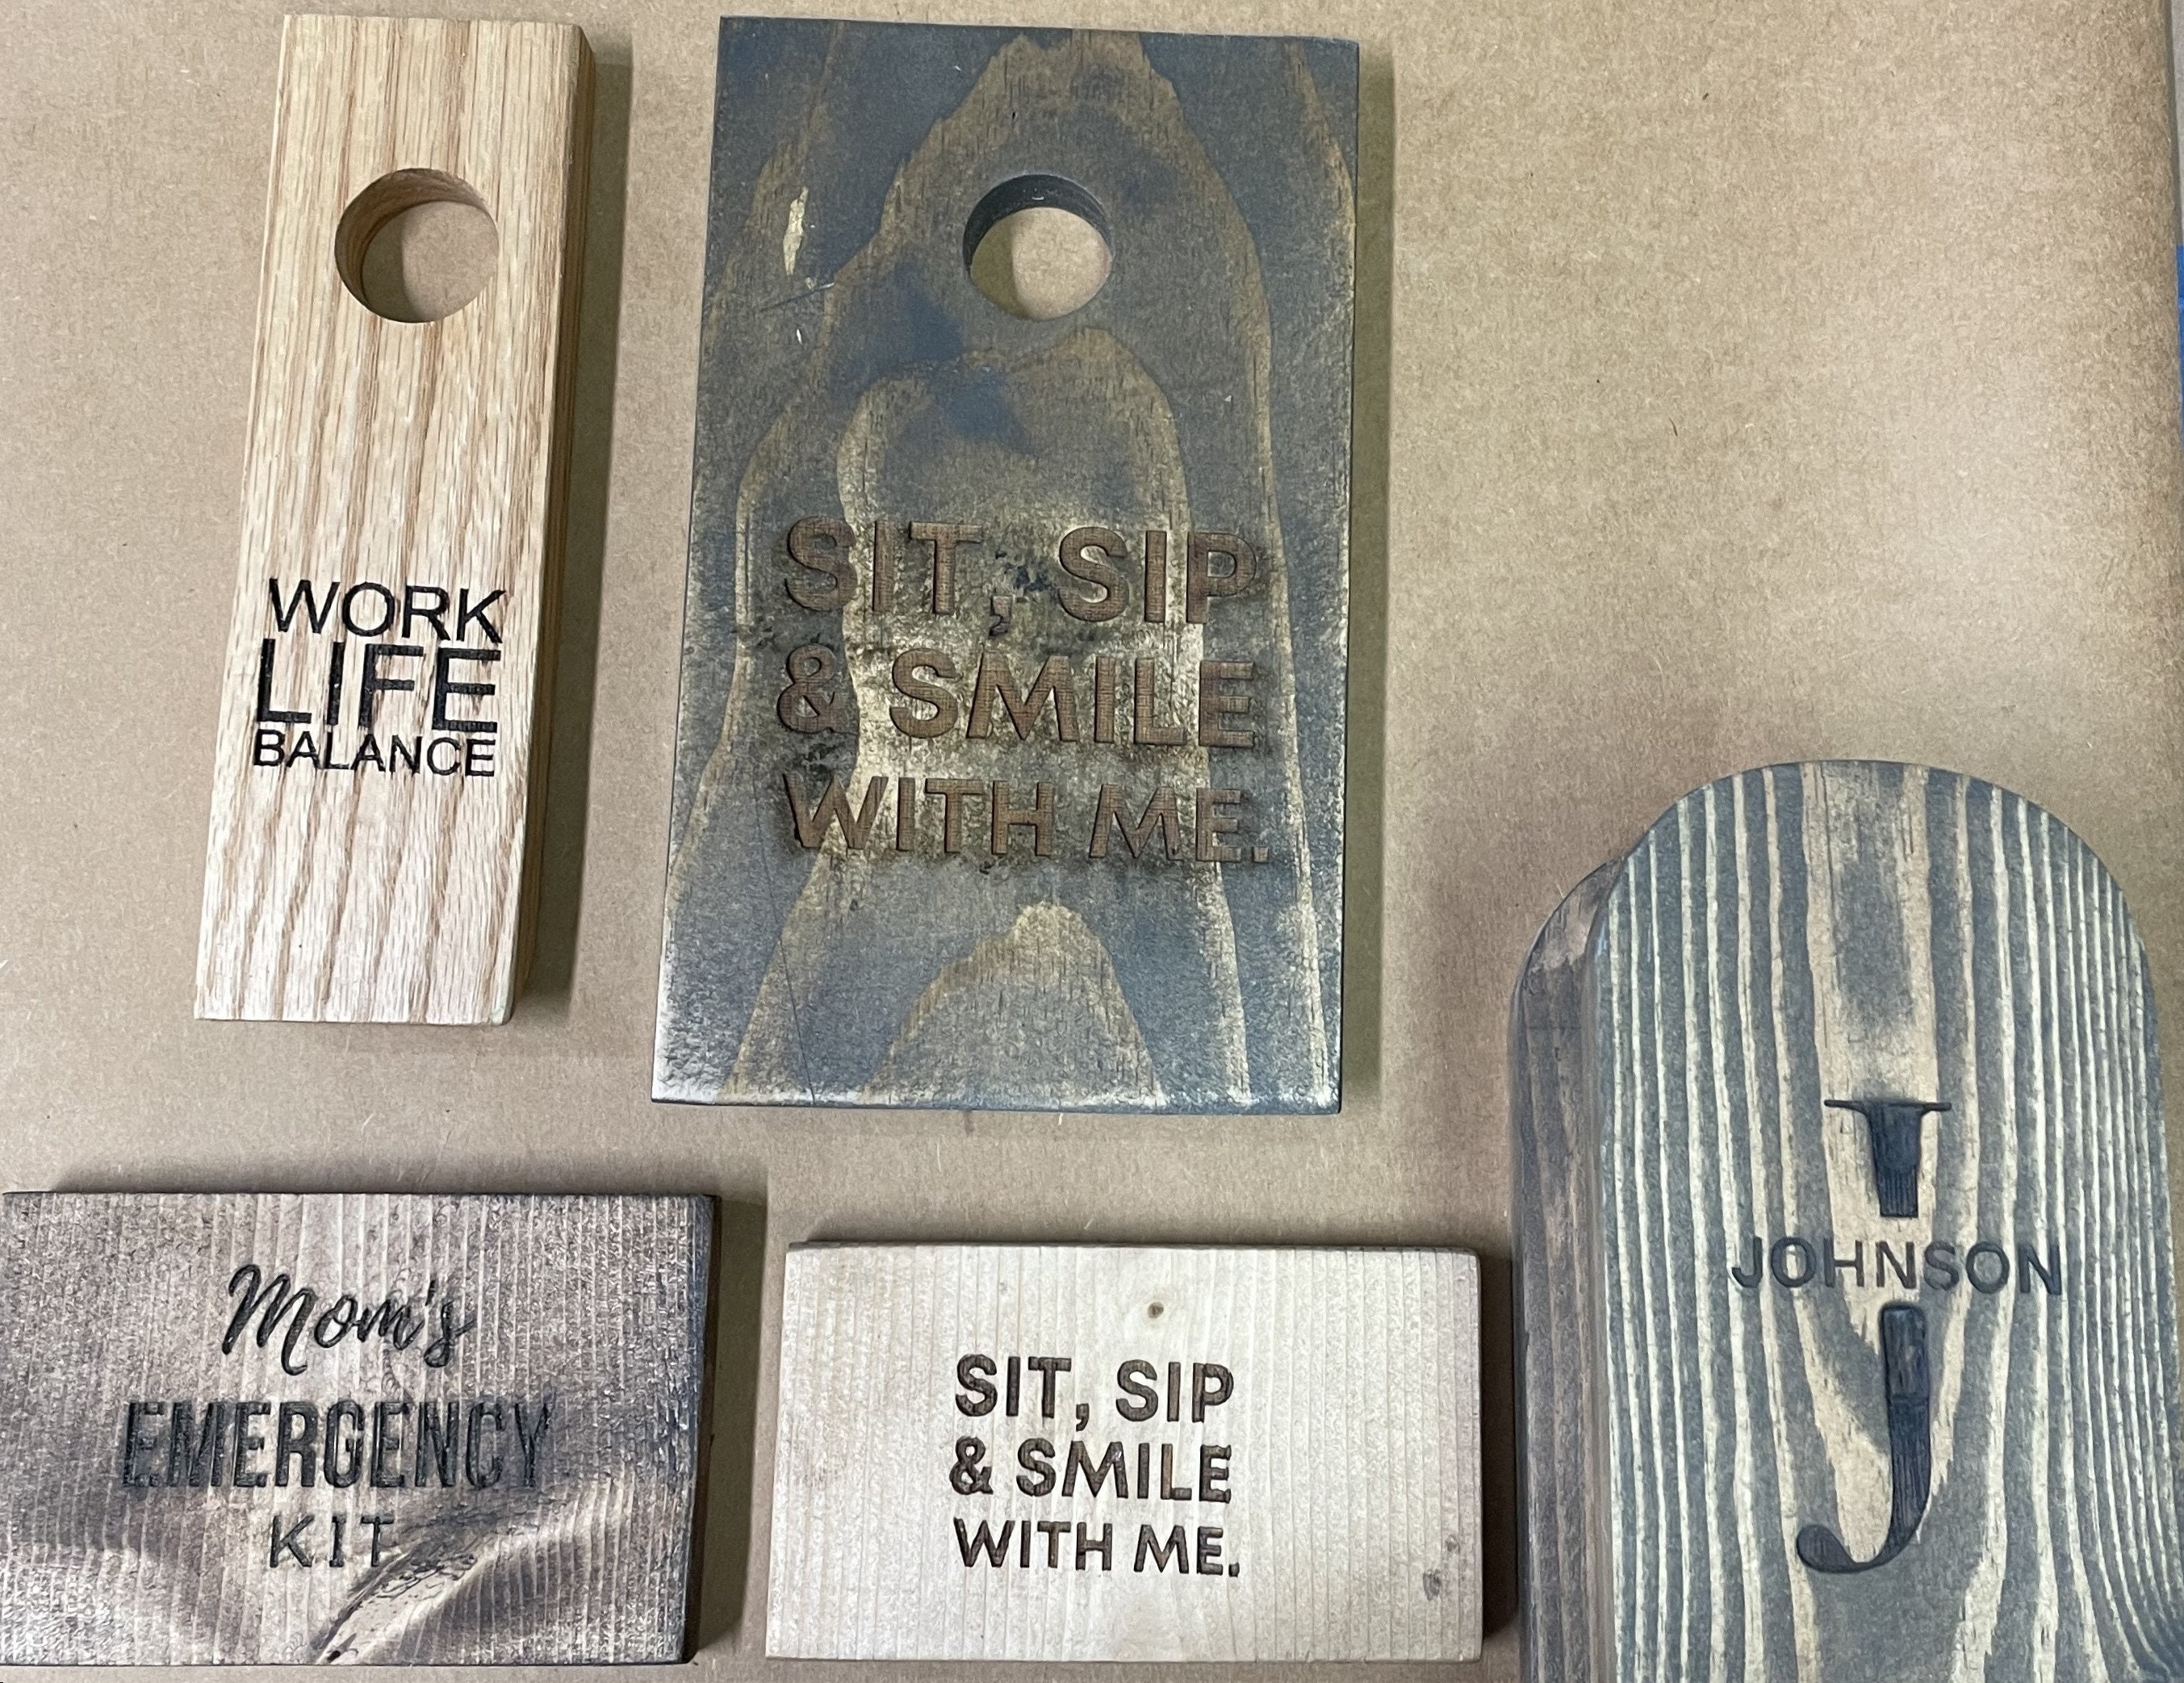 WORK
LIFE
BALANCE
SIT, SIP
& SMILE
WITH ME.
Mom's
EMERGENCY
KIT
SIT, SIP
& SMILE
WITH ME.
J
JOHNSON